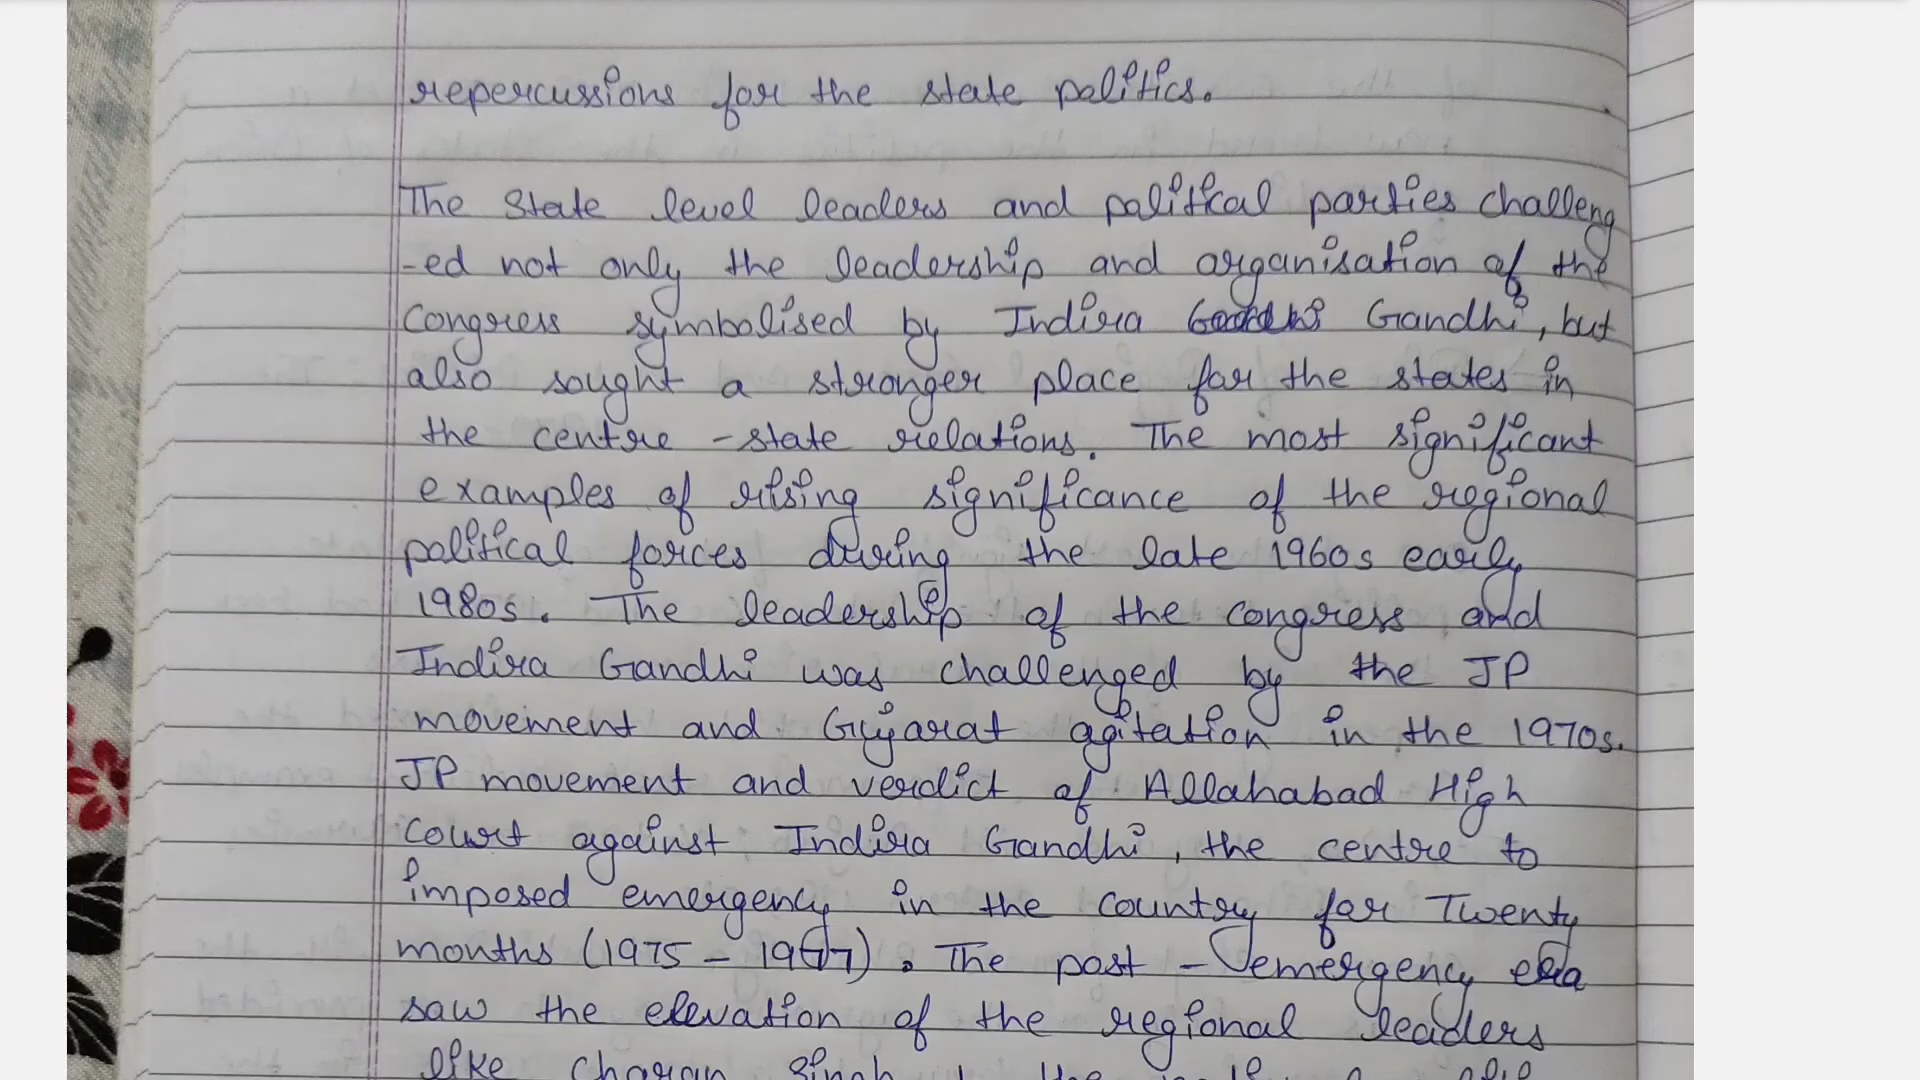 repercussions for the state politics.
The State level leaders and political parties challeng
-ed not only the leadership and organisation of the
Congress symbolised by Indira Gandhi, but
also sought a stronger place for the states in
the centre - state relations. The most significant
examples of rising significance of the regional
political forces during the late 1960s early
1980s. The leadership of the congress and
Indira Gandhi was challenged by the JP
movement and Gujarat agitation in the 1970s.
JP movement and verdict of Allahabad High
Court against Indira Gandhi, the centre to
imposed emergency in the country for Twenty
months (1975 - 1977). The post - emergency era
saw the elevation of the regional leaders
like Charan Singh